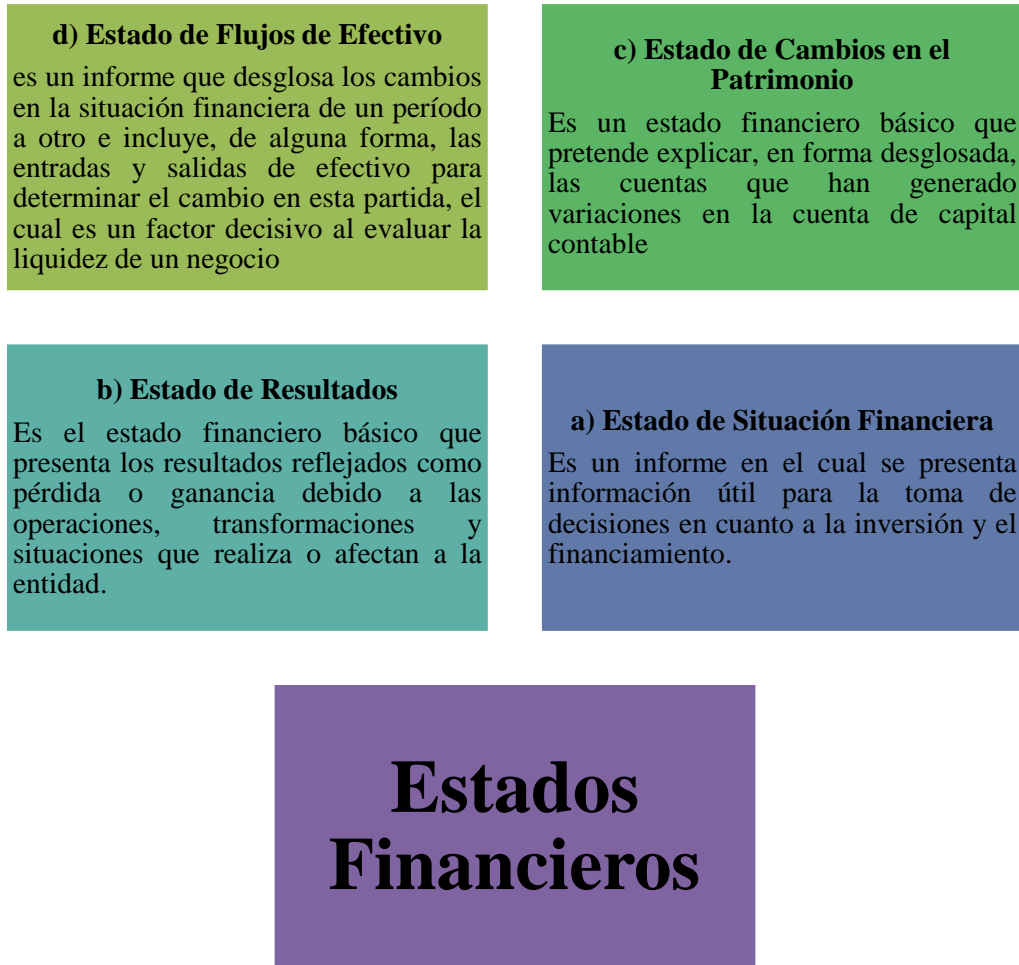 d) Estado de Flujos de Efectivo
es un informe que desglosa los cambios
en la situación financiera de un período
a otro e incluye, de alguna forma, las
entradas y salidas de efectivo para
determinar el cambio en esta partida, el
cual es un factor decisivo al evaluar la
liquidez de un negocio
c) Estado de Cambios en el
Patrimonio
Es un estado financiero básico que
pretende explicar, en forma desglosada,
las cuentas que han generado
variaciones en la cuenta de capital
contable
b) Estado de Resultados
Es el estado financiero básico que
presenta los resultados reflejados como
pérdida o ganancia debido a las
operaciones, transformaciones y
situaciones que realiza o afectan a la
entidad.
a) Estado de Situación Financiera
Es un informe en el cual se presenta
información útil para la toma de
decisiones en cuanto a la inversión y el
financiamiento.
Estados
Financieros